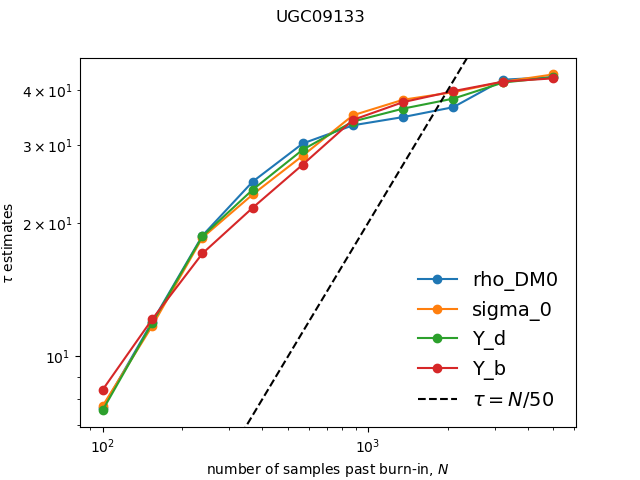 UGC09133
τ estimates
4 × 10¹
3 × 10¹
2 × 10¹
10¹
10² 10³
number of samples past burn-in, N
rho_DM0
sigma_0
Y_d
Y_b
τ = N/50